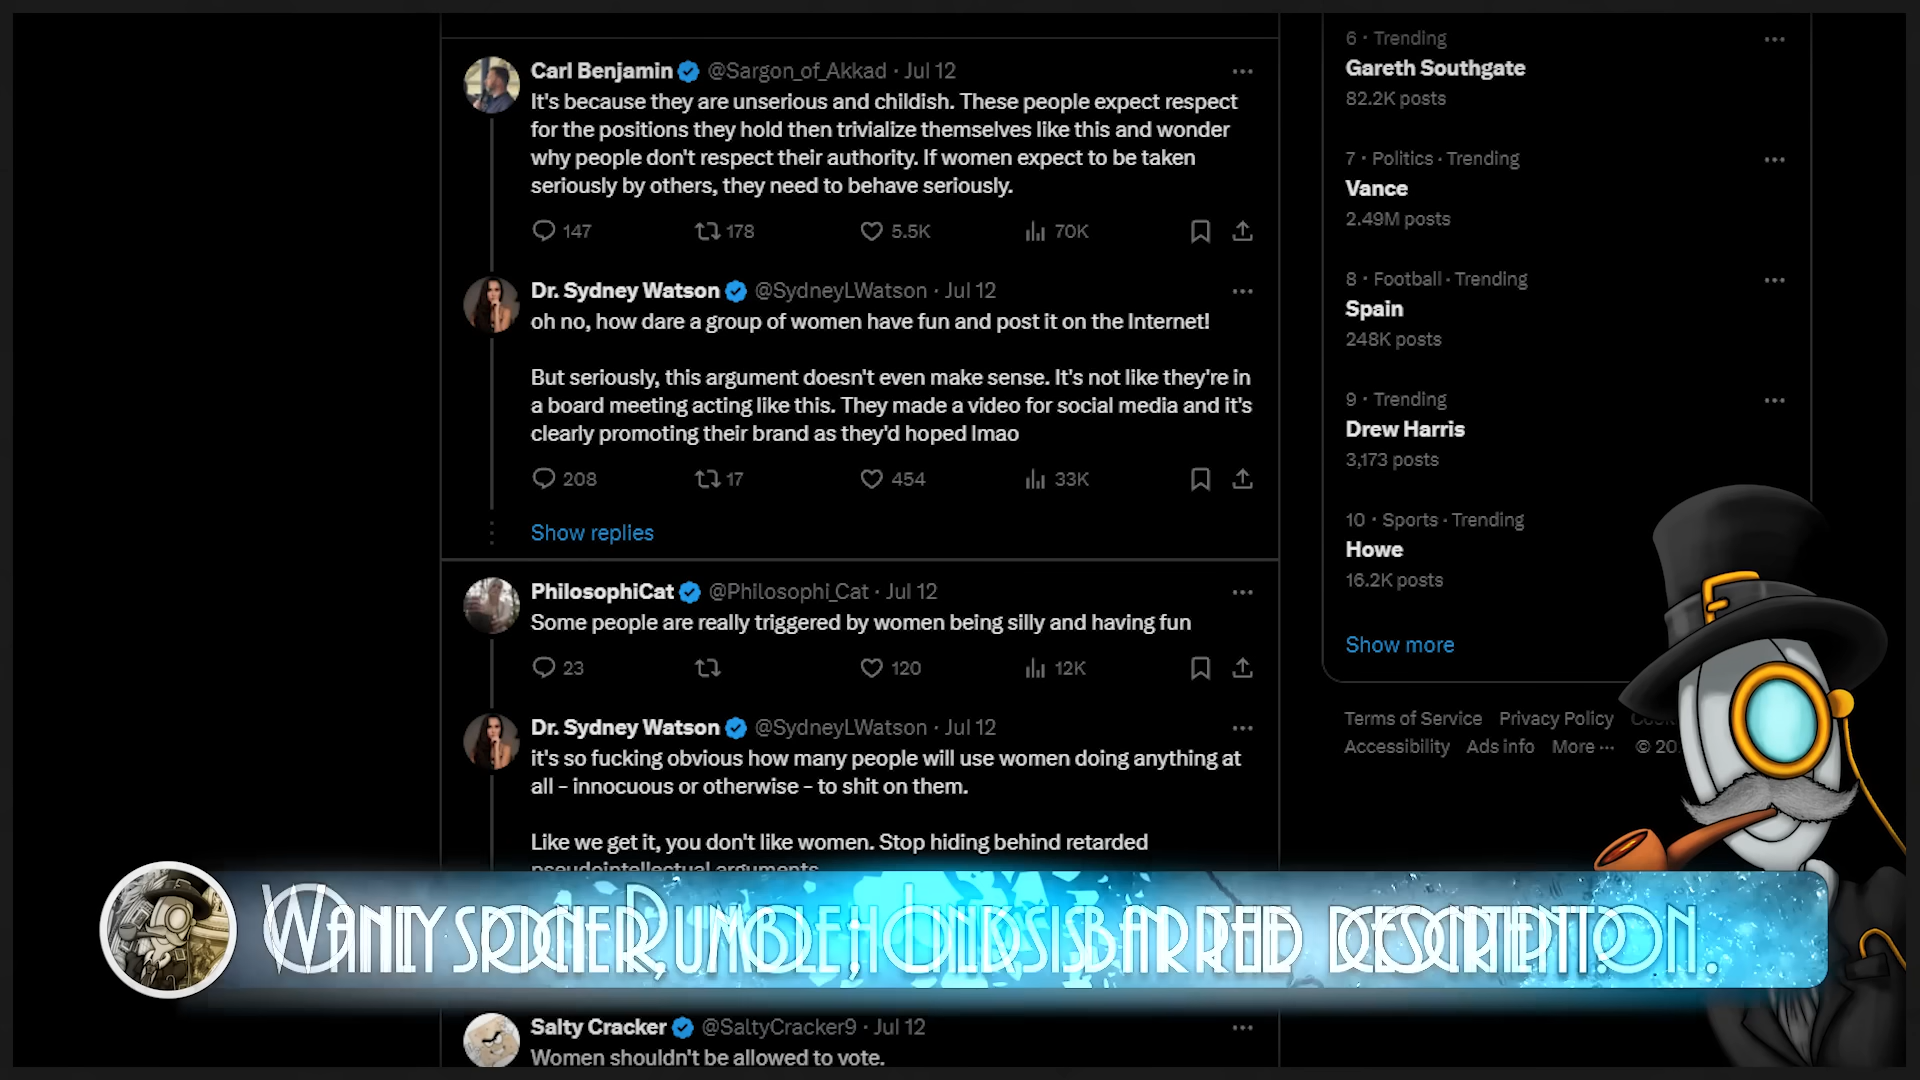 Carl Benjamin @Sargon_of_Akkad · Jul 12
It's because they are unserious and childish. These people expect respect
for the positions they hold then trivialize themselves like this and wonder
why people don't respect their authority. If women expect to be taken
seriously by others, they need to behave seriously.
147 178 5.5K 70K
Dr. Sydney Watson @SydneyLWatson · Jul 12
oh no, how dare a group of women have fun and post it on the Internet!
But seriously, this argument doesn't even make sense. It's not like they're in
a board meeting acting like this. They made a video for social media and it's
clearly promoting their brand as they'd hoped lmao
208 17 454 33K
Show replies
PhilosophiCat @Philosophi_Cat · Jul 12
Some people are really triggered by women being silly and having fun
23 120 12K
Dr. Sydney Watson @SydneyLWatson · Jul 12
it's so fucking obvious how many people will use women doing anything at
all – innocuous or otherwise – to shit on them.
Like we get it, you don't like women. Stop hiding behind retarded
pseudointellectual arguments
Salty Cracker @SaltyCracker9 · Jul 12
Women shouldn't be allowed to vote.
6 · Trending
Gareth Southgate
82.2K posts
7 · Politics · Trending
Vance
2.49M posts
8 · Football · Trending
Spain
248K posts
9 · Trending
Drew Harris
3,173 posts
10 · Sports · Trending
Howe
16.2K posts
Show more
Terms of Service Privacy Policy
Accessibility Ads info More ··· © 20